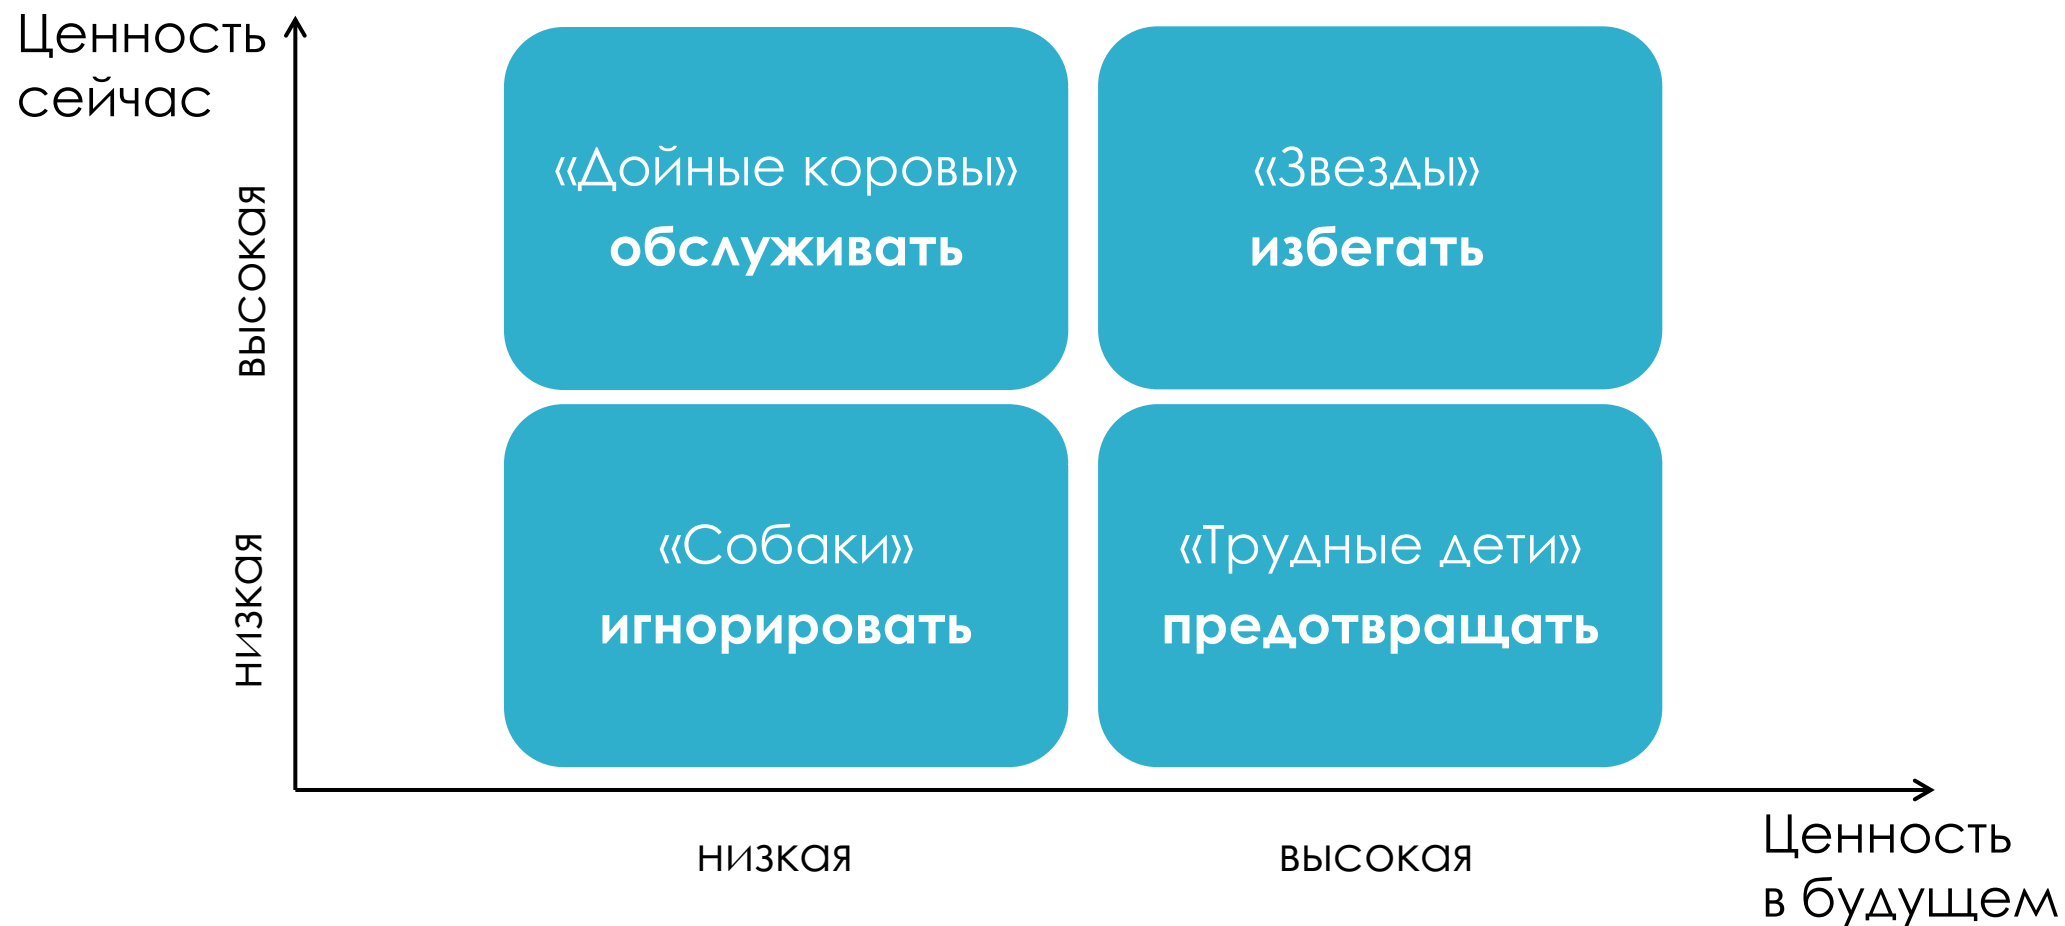 Ценность
сейчас
высокая
низкая
«Дойные коровы»
обслуживать
«Звезды»
избегать
«Собаки»
игнорировать
«Трудные дети»
предотвращать
низкая
высокая
Ценность
в будущем